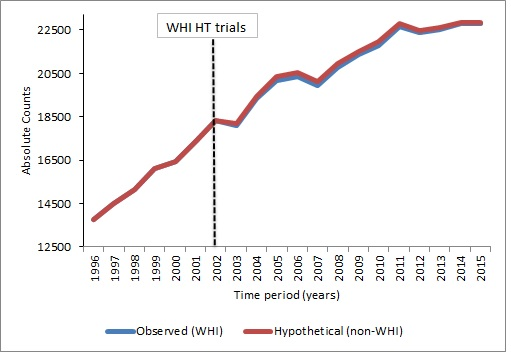 WHI HT trials
22500
20500
18500
16500
14500
12500
Absolute Counts
1996 1997 1998 1999 2000 2001 2002 2003 2004 2005 2006 2007 2008 2009 2010 2011 2012 2013 2014 2015
Time period (years)
Observed (WHI) Hypothetical (non-WHI)